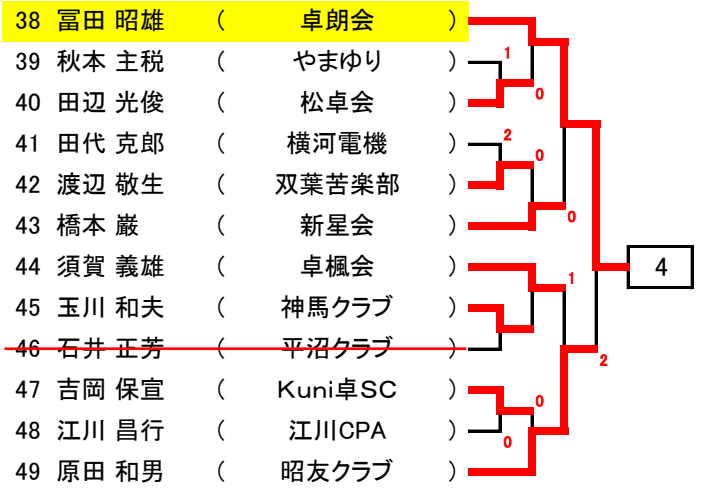 38 冨田 昭雄 ( 卓朗会 )
39 秋本 主税 ( やまゆり ) 1
0
40 田辺 光俊 ( 松卓会 )
41 田代 克郎 ( 横河電機 ) 2
0
42 渡辺 敬生 ( 双葉苦楽部 )
43 橋本 巌 ( 新星会 ) 0
44 須賀 義雄 ( 卓楓会 ) 1 4
45 玉川 和夫 ( 神馬クラブ )
46 石井 正芳 ( 平沼クラブ ) 2
47 吉岡 保宣 ( Kuni卓SC ) 0
48 江川 昌行 ( 江川CPA ) 0
49 原田 和男 ( 昭友クラブ )